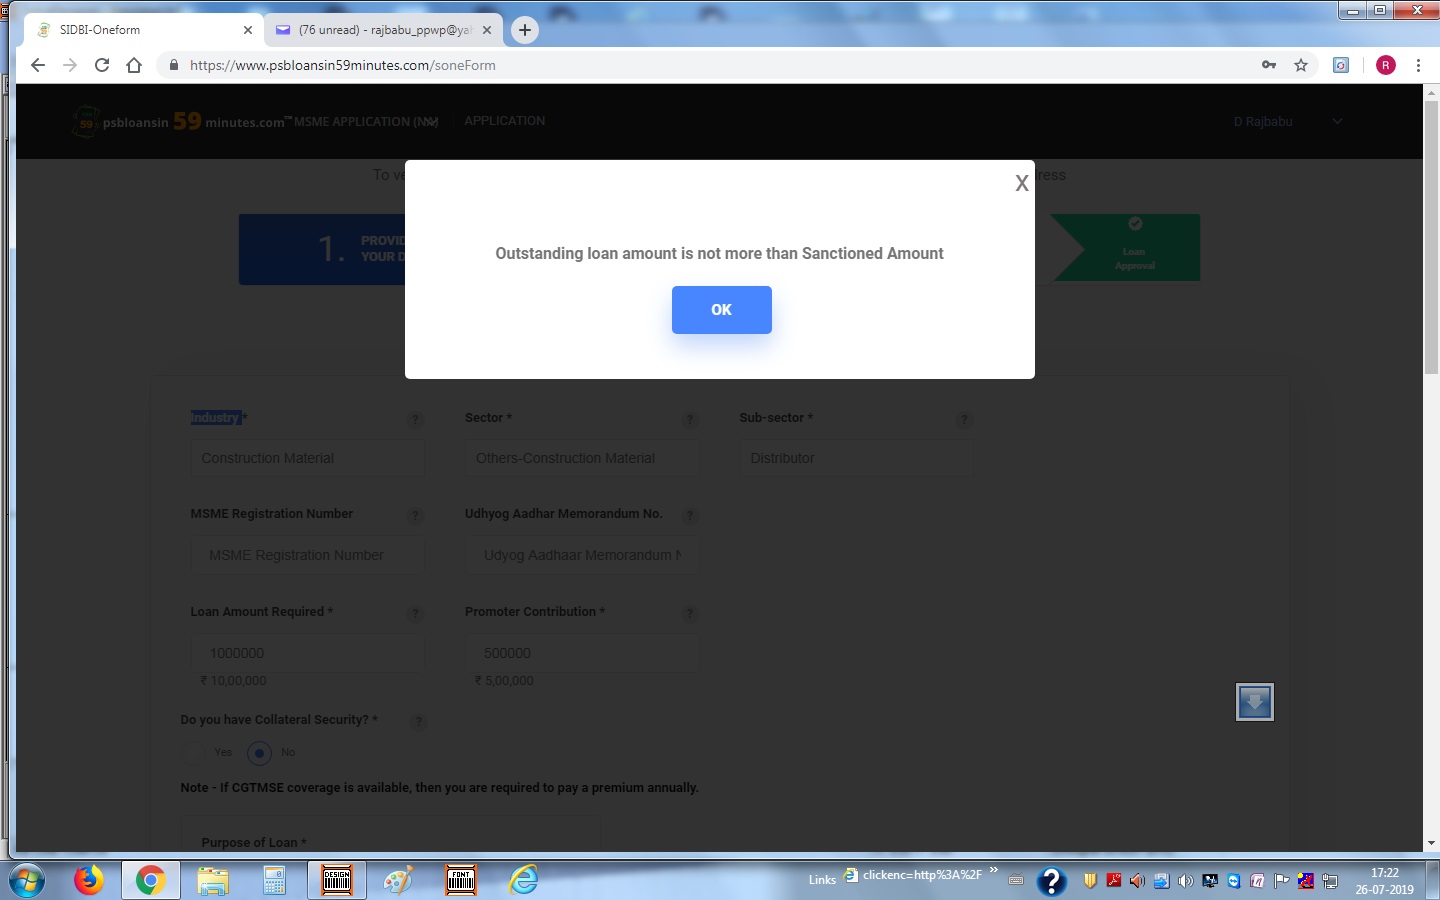 SIDBI-Oneform
(76 unread) - rajbabu_ppwp@yah
https://www.psbloansin59minutes.com/soneForm
R
psbloansin 59 minutes.com™ MSME APPLICATION
APPLICATION
D Rajbabu
To ve
dress
X
Outstanding loan amount is not more than Sanctioned Amount
OK
1.
PROVID
YOUR D
Loan
Approval
Industry *
?
Sector *
?
Sub-sector *
?
Construction Material
Others-Construction Material
Distributor
MSME Registration Number
?
Udhyog Aadhar Memorandum No.
?
MSME Registration Number
Udyog Aadhaar Memorandum N
Loan Amount Required *
?
Promoter Contribution *
?
1000000
500000
₹ 10,00,000
₹ 5,00,000
Do you have Collateral Security? *
?
Yes
No
Note - If CGTMSE coverage is available, then you are required to pay a premium annually.
Purpose of Loan *
DESIGN
FONT
Links
clickenc=http%3A%2F
»
?
17:22
26-07-2019